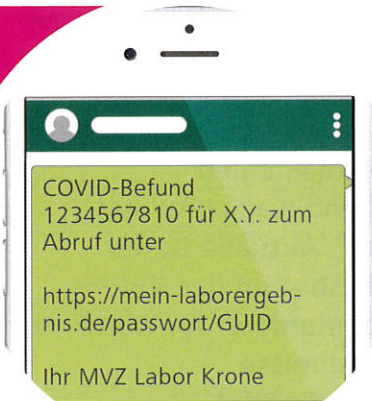 COVID-Befund
1234567810 für X.Y. zum
Abruf unter
https://mein-laborergeb-
nis.de/passwort/GUID
Ihr MVZ Labor Krone